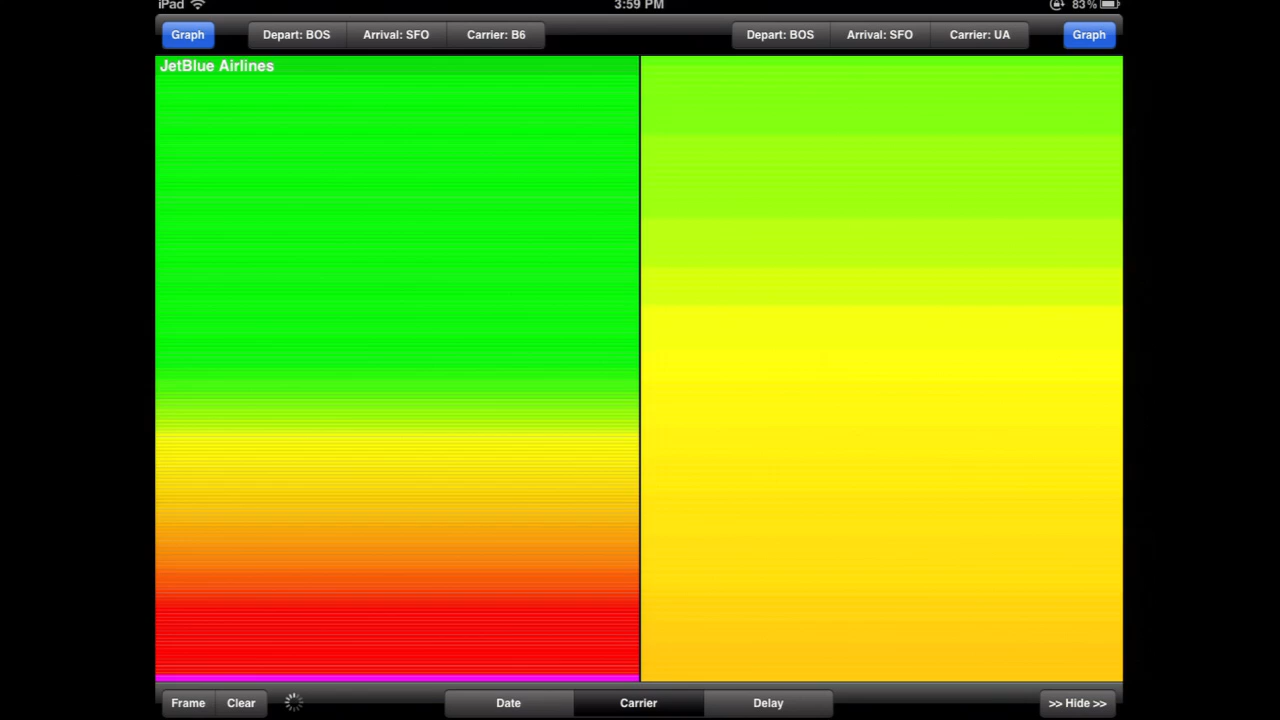 iPad 3:59 PM 83%
Graph Depart: BOS Arrival: SFO Carrier: B6 Depart: BOS Arrival: SFO Carrier: UA Graph
JetBlue Airlines
Frame Clear Date Carrier Delay >> Hide >>